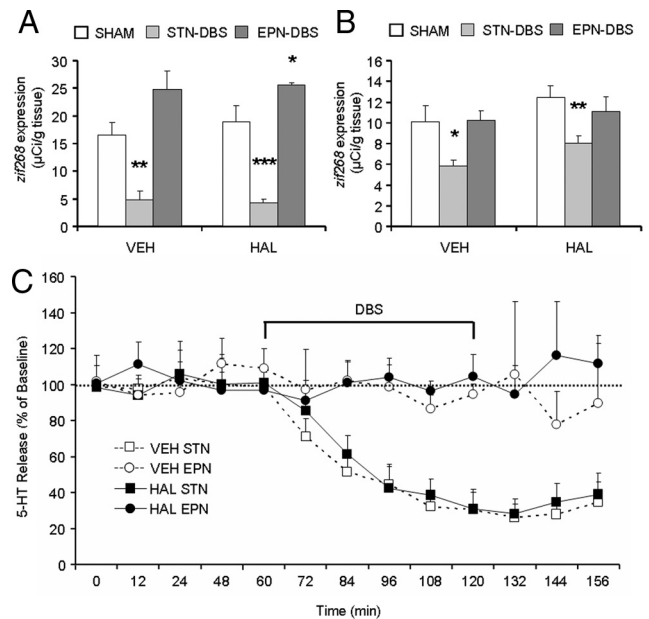 A
SHAM STN-DBS EPN-DBS
zif268 expression
(µCi/g tissue)
30
25
20
15
10
5
0
**
***
*
VEH HAL
B
SHAM STN-DBS EPN-DBS
zif268 expression
(µCi/g tissue)
16
14
12
10
8
6
4
2
0
*
**
VEH HAL
C
5-HT Release (% of Baseline)
160
140
120
100
80
60
40
20
0
DBS
VEH STN
VEH EPN
HAL STN
HAL EPN
0 12 24 48 60 72 84 96 108 120 132 144 156
Time (min)